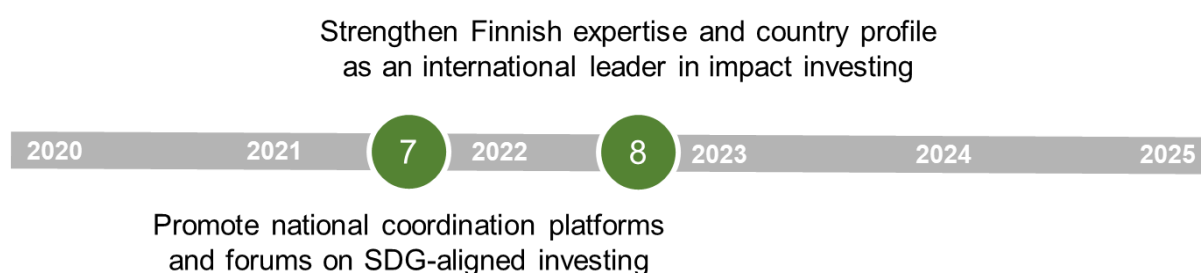 Strengthen Finnish expertise and country profile
as an international leader in impact investing
2020 2021 7 2022 8 2023 2024 2025
Promote national coordination platforms
and forums on SDG-aligned investing